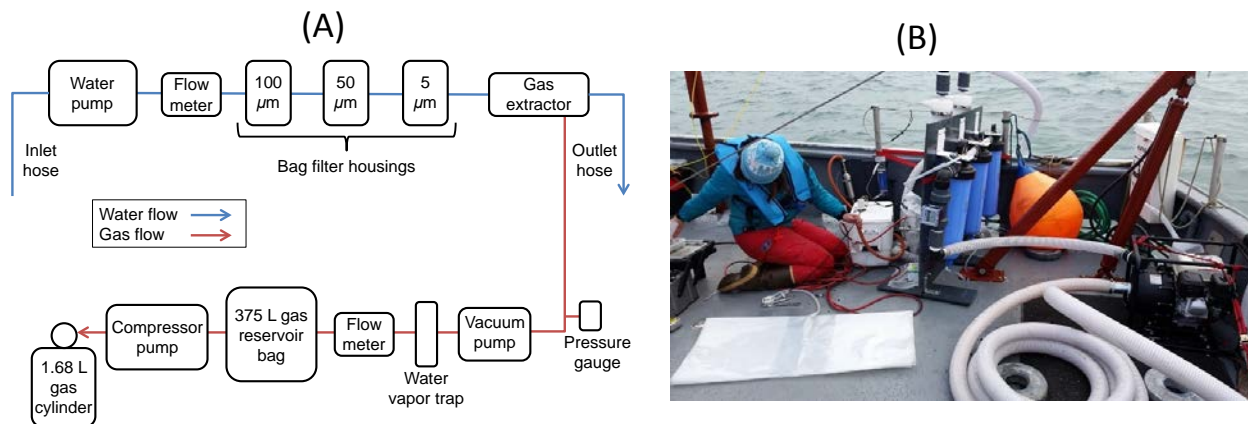 (A)
(B)
Water
pump
Flow
meter
100
µm
50
µm
5
µm
Gas
extractor
Inlet
hose
Bag filter housings
Outlet
hose
Water flow
Gas flow
1.68 L
gas
cylinder
Compressor
pump
375 L gas
reservoir
bag
Flow
meter
Water
vapor trap
Vacuum
pump
Pressure
gauge